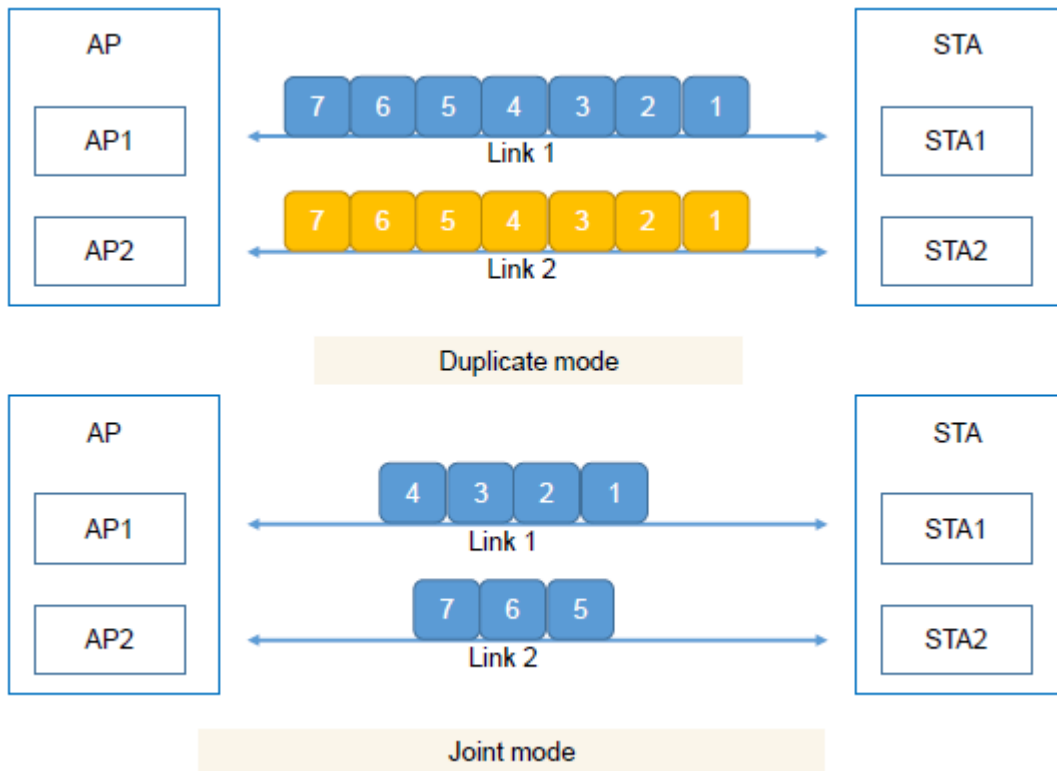 AP
STA
7 6 5 4 3 2 1
AP1
STA1
Link 1
7 6 5 4 3 2 1
AP2
STA2
Link 2
Duplicate mode
AP
STA
4 3 2 1
AP1
STA1
Link 1
7 6 5
AP2
STA2
Link 2
Joint mode